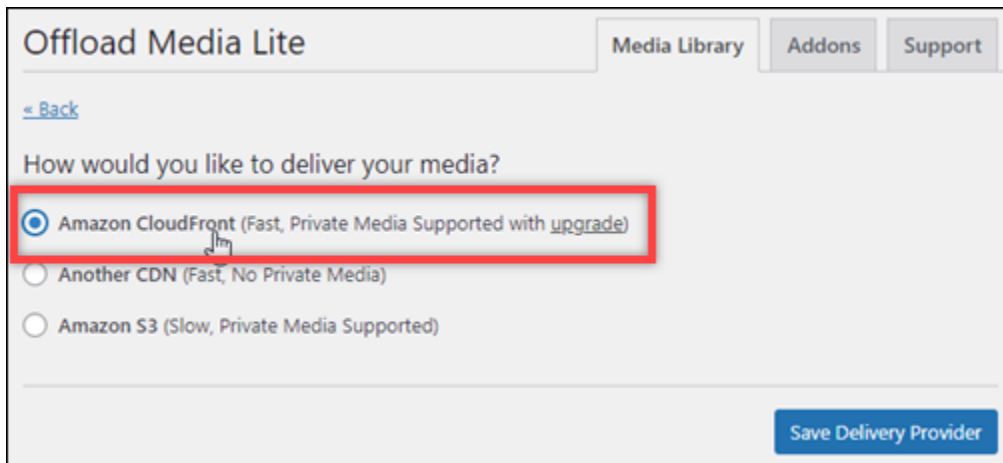 Offload Media Lite
Media Library
Addons
Support
« Back
How would you like to deliver your media?
Amazon CloudFront (Fast, Private Media Supported with upgrade)
Another CDN (Fast, No Private Media)
Amazon S3 (Slow, Private Media Supported)
Save Delivery Provider